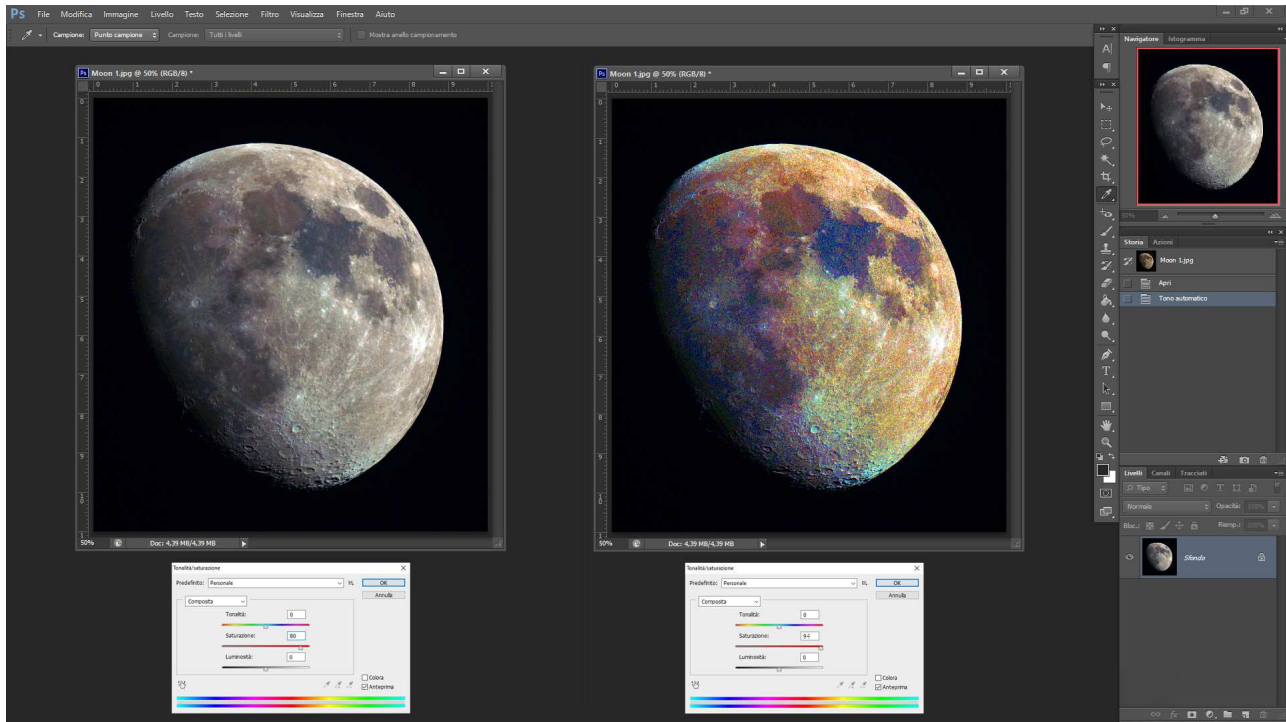 Ps File Modifica Immagine Livello Testo Selezione Filtro Visualizza Finestra Aiuto
Campione: Punto campione Campione: Tutti i livelli Mostra anello campionamento
Moon 1.jpg @ 50% (RGB/8) *
50% Doc: 4,39 MB/4,39 MB
Tonalità/saturazione
Predefinito: Personale OK
Annulla
Composita
Tonalità: 0
Saturazione: 80
Luminosità: 0
Colora
Anteprima
Moon 1.jpg @ 50% (RGB/8) *
50% Doc: 4,39 MB/4,39 MB
Tonalità/saturazione
Predefinito: Personale OK
Annulla
Composita
Tonalità: 0
Saturazione: 94
Luminosità: 0
Colora
Anteprima
Navigatore Istogramma
50%
Storia Azioni
Moon 1.jpg
Apri
Tono automatico
Livelli Canali Tracciati
Tipo
Normale Opacità: 100%
Bloc.: Riemp.: 100%
Sfondo